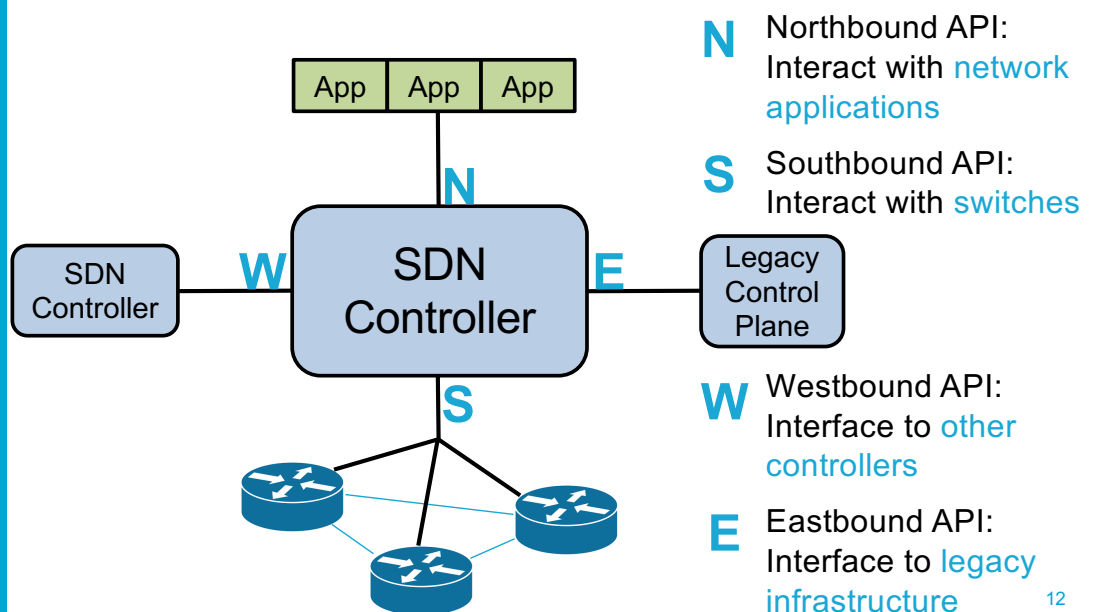 App App App
N
SDN
Controller
W
SDN
Controller
E
Legacy
Control
Plane
S
N Northbound API:
Interact with network
applications
S Southbound API:
Interact with switches
W Westbound API:
Interface to other
controllers
E Eastbound API:
Interface to legacy
infrastructure
12